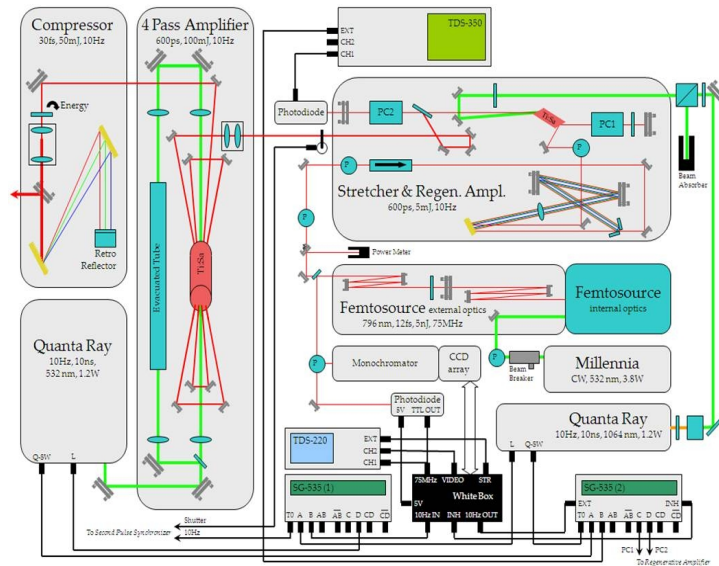 Compressor
30fs, 50mJ, 10Hz
Energy
Retro
Reflector
4 Pass Amplifier
600ps, 100mJ, 10Hz
Evacuated Tube
Ti:Sa
EXT
CH2
CH1
TDS-350
Photodiode
PC2
Ti:Sa
PC1
P
P
Stretcher & Regen. Ampl.
600ps, 5mJ, 10Hz
Beam
Absorber
P
Power Meter
Femtosource external optics
796 nm, 12fs, 5nJ, 75MHz
Femtosource
internal optics
Quanta Ray
10Hz, 10ns,
532 nm, 1.2W
Q-SW
L
P
Monochromator
CCD
array
P
Beam
Breaker
Millennia
CW, 532 nm, 3.8W
Photodiode
5V
TTL OUT
Quanta Ray
10Hz, 10ns, 1064 nm, 1.2W
L
Q-SW
TDS-220
EXT
CH2
CH1
75MHz
VIDEO
STR
5V
White Box
10Hz IN
INH
10Hz OUT
SG-535 (1)
T0 A B AB AB C D CD CD
SG-535 (2)
EXT
INH
T0 A B AB AB C D CD CD
Shutter
To Second Pulse Synchronizer
10Hz
PC1
PC2
To Regenerative Amplifier